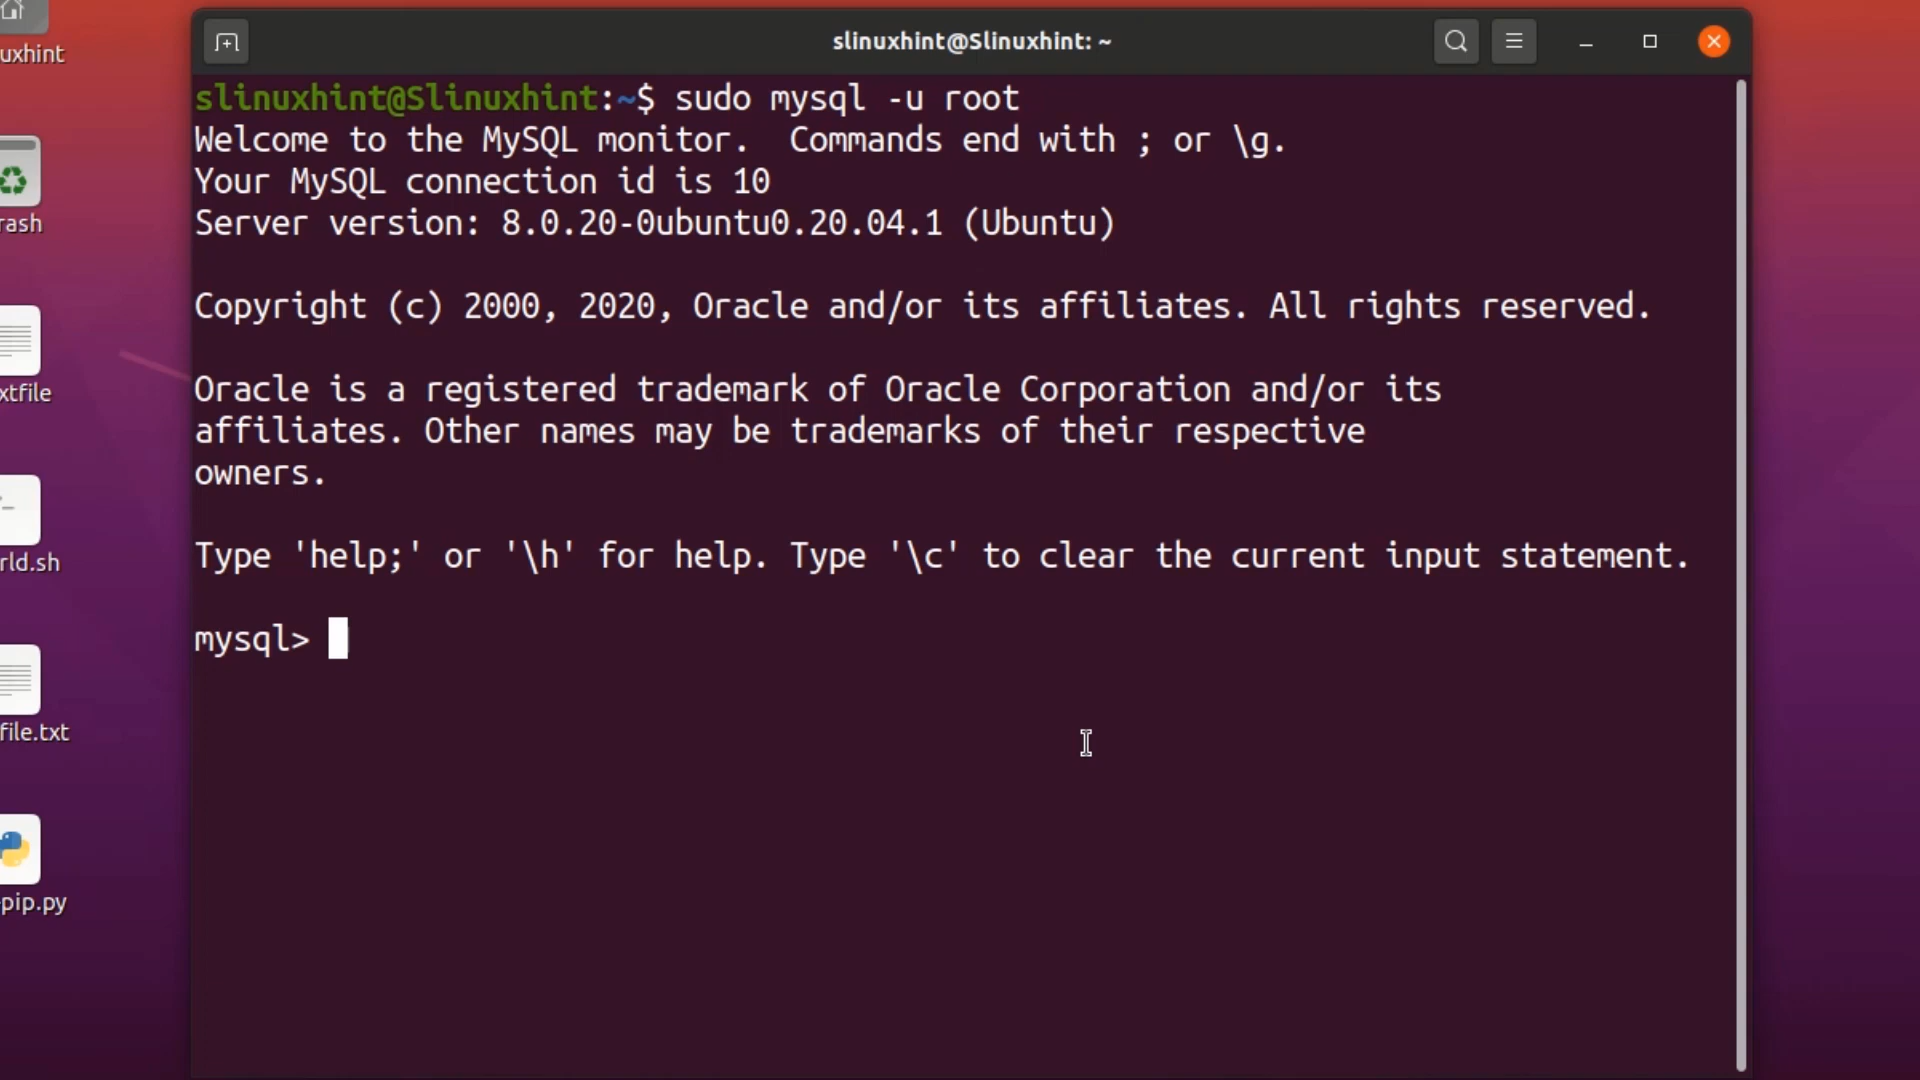 slinuxhint@Slinuxhint: ~
slinuxhint@Slinuxhint:~$ sudo mysql -u root
Welcome to the MySQL monitor.  Commands end with ; or \g.
Your MySQL connection id is 10
Server version: 8.0.20-0ubuntu0.20.04.1 (Ubuntu)
Copyright (c) 2000, 2020, Oracle and/or its affiliates. All rights reserved.
Oracle is a registered trademark of Oracle Corporation and/or its
affiliates. Other names may be trademarks of their respective
owners.
Type 'help;' or '\h' for help. Type '\c' to clear the current input statement.
mysql>
uxhint
rash
xtfile
rld.sh
file.txt
pip.py